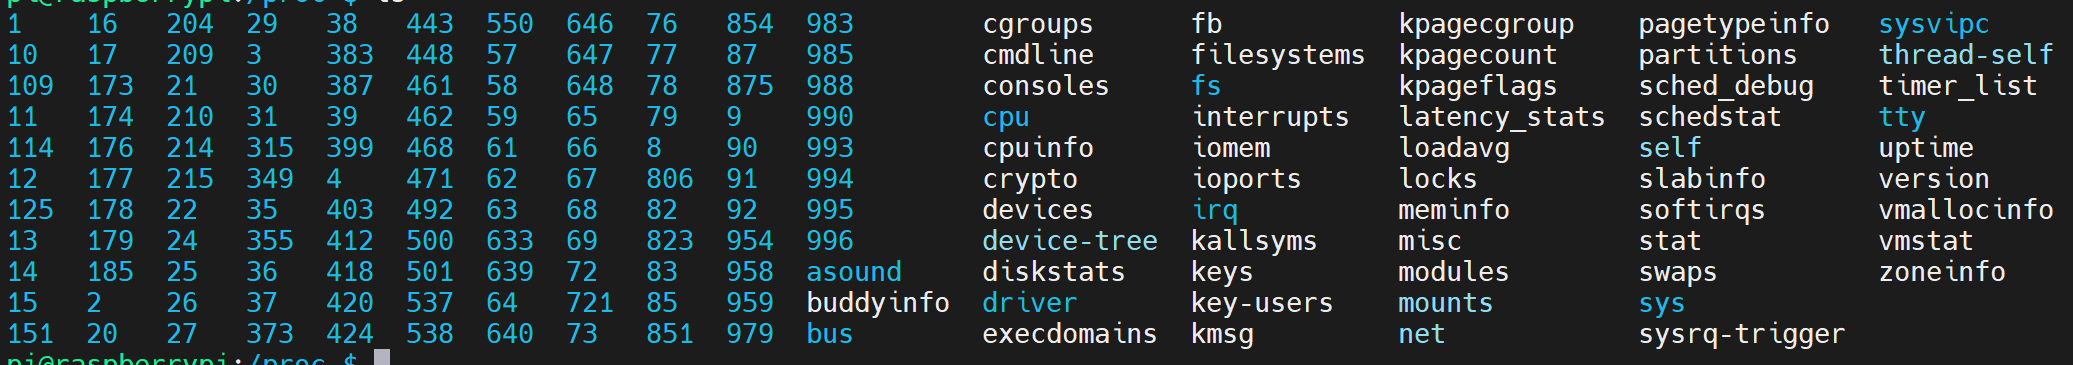 pi@raspberrypi:/proc $ ls
1 16 204 29 38 443 550 646 76 854 983 cgroups fb kpagecgroup pagetypeinfo sysvipc
10 17 209 3 383 448 57 647 77 87 985 cmdline filesystems kpagecount partitions thread-self
109 173 21 30 387 461 58 648 78 875 988 consoles fs kpageflags sched_debug timer_list
11 174 210 31 39 462 59 65 79 9 990 cpu interrupts latency_stats schedstat tty
114 176 214 315 399 468 61 66 8 90 993 cpuinfo iomem loadavg self uptime
12 177 215 349 4 471 62 67 806 91 994 crypto ioports locks slabinfo version
125 178 22 35 403 492 63 68 82 92 995 devices irq meminfo softirqs vmallocinfo
13 179 24 355 412 500 633 69 823 954 996 device-tree kallsyms misc stat vmstat
14 185 25 36 418 501 639 72 83 958 asound diskstats keys modules swaps zoneinfo
15 2 26 37 420 537 64 721 85 959 buddyinfo driver key-users mounts sys
151 20 27 373 424 538 640 73 851 979 bus execdomains kmsg net sysrq-trigger
pi@raspberrypi:/proc $